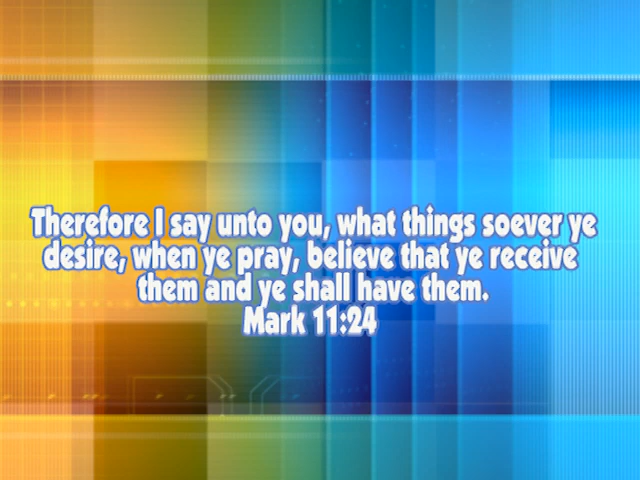 Therefore I say unto you, what things soever ye
desire, when ye pray, believe that ye receive
them and ye shall have them.
Mark 11:24